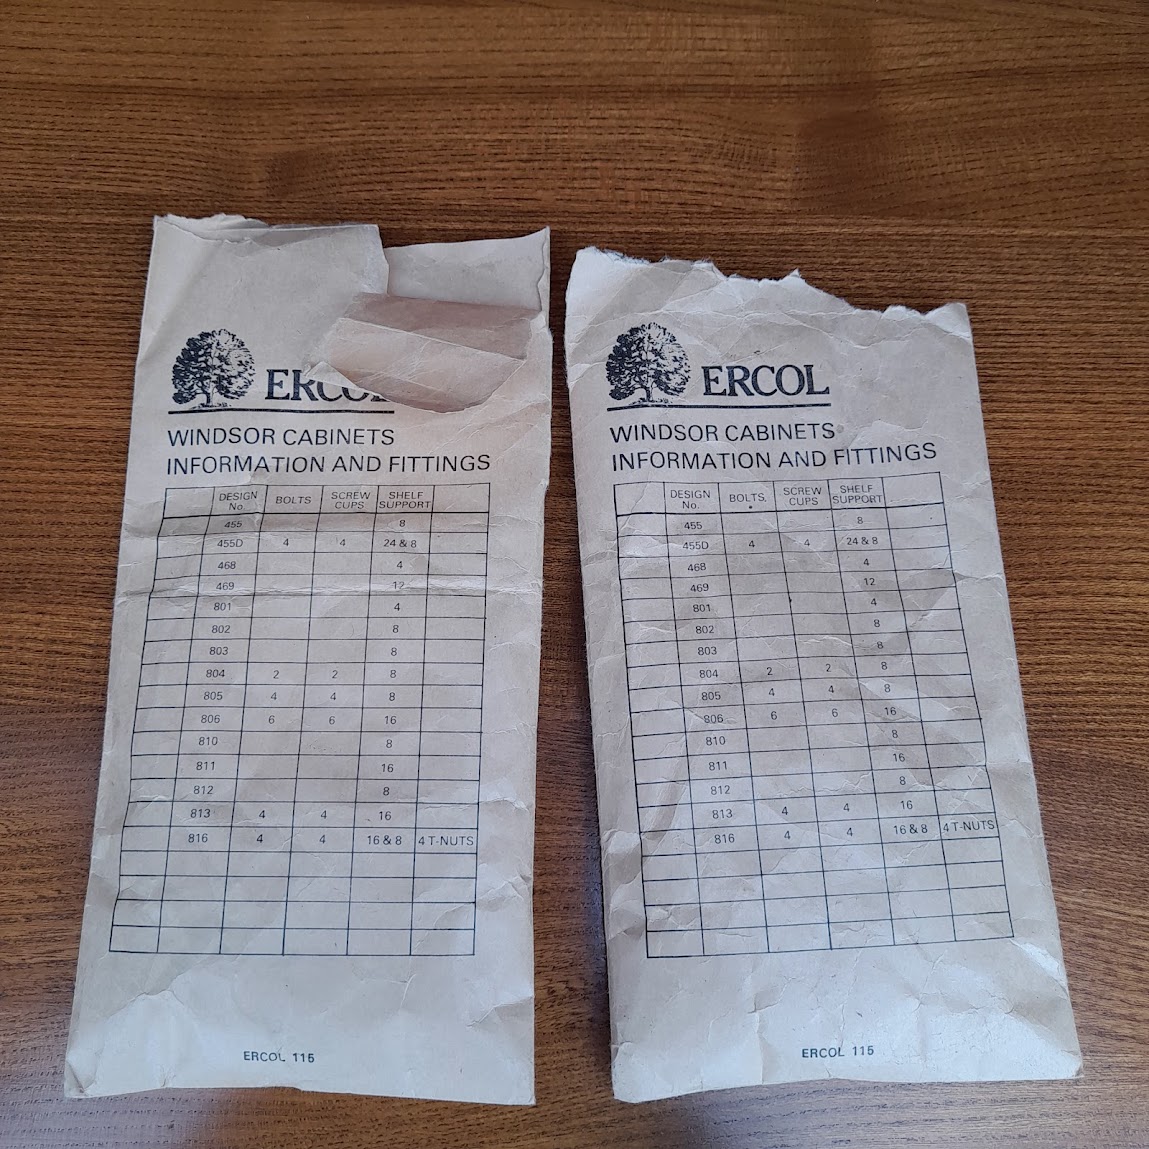 ERCOL
WINDSOR CABINETS
INFORMATION AND FITTINGS
DESIGN No. BOLTS SCREW CUPS SHELF SUPPORT
455 8
455D 4 4 24 & 8
468 4
469 12
801 4
802 8
803 8
804 2 2 8
805 4 4 8
806 6 6 16
810 8
811 16
812 8
813 4 4 16
816 4 4 16 & 8 4 T-NUTS
ERCOL 115
ERCOL
WINDSOR CABINETS
INFORMATION AND FITTINGS
DESIGN No. BOLTS. SCREW CUPS SHELF SUPPORT
455 8
455D 4 4 24 & 8
468 4
469 12
801 4
802 8
803 8
804 2 2 8
805 4 4 8
806 6 6 16
810 8
811 16
812 8
813 4 4 16
816 4 4 16 & 8 4 T-NUTS
ERCOL 115